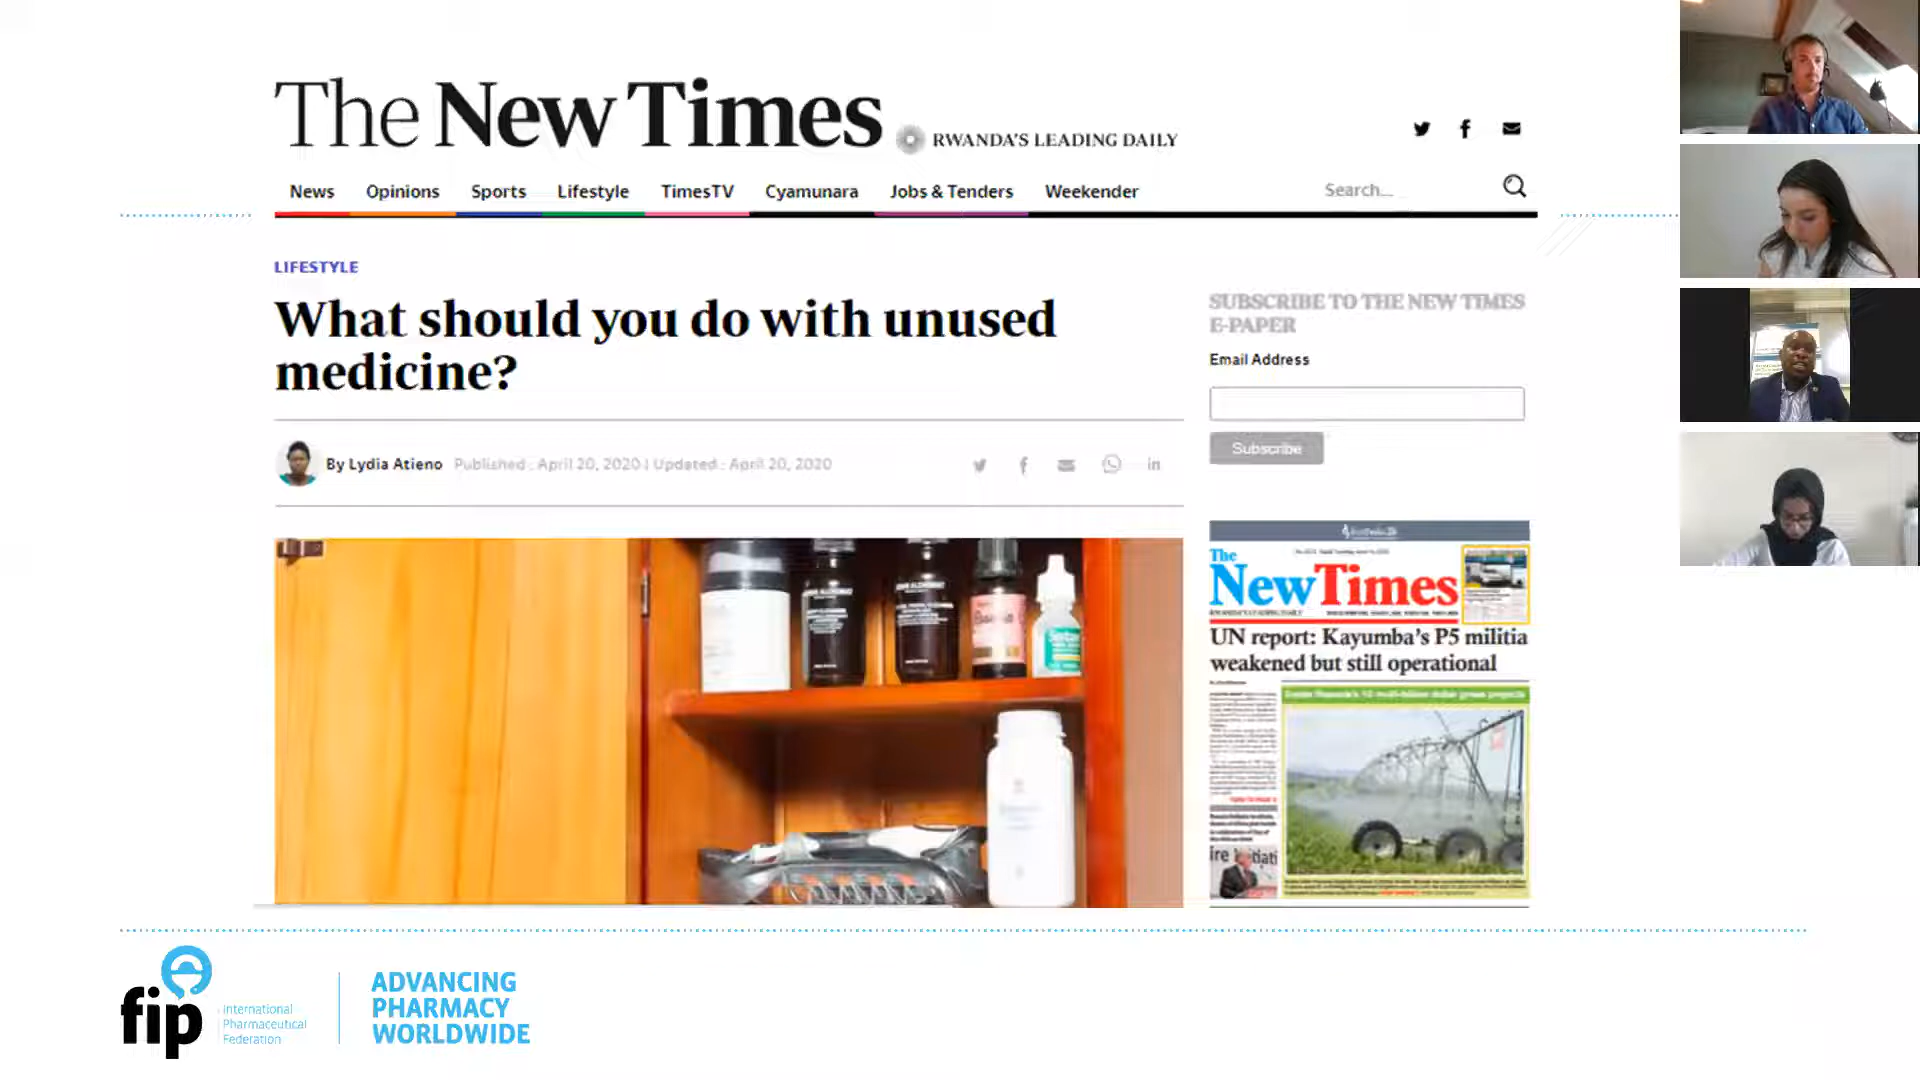 The New Times
RWANDA'S LEADING DAILY
News Opinions Sports Lifestyle TimesTV Cyamunara Jobs & Tenders Weekender
Search...
LIFESTYLE
What should you do with unused
medicine?
By Lydia Atieno Published : April 20, 2020 | Updated : April 20, 2020
in
SUBSCRIBE TO THE NEW TIMES
E-PAPER
Email Address
Subscribe
The
New Times
UN report: Kayumba's P5 militia
weakened but still operational
fip
International
Pharmaceutical
Federation
ADVANCING
PHARMACY
WORLDWIDE